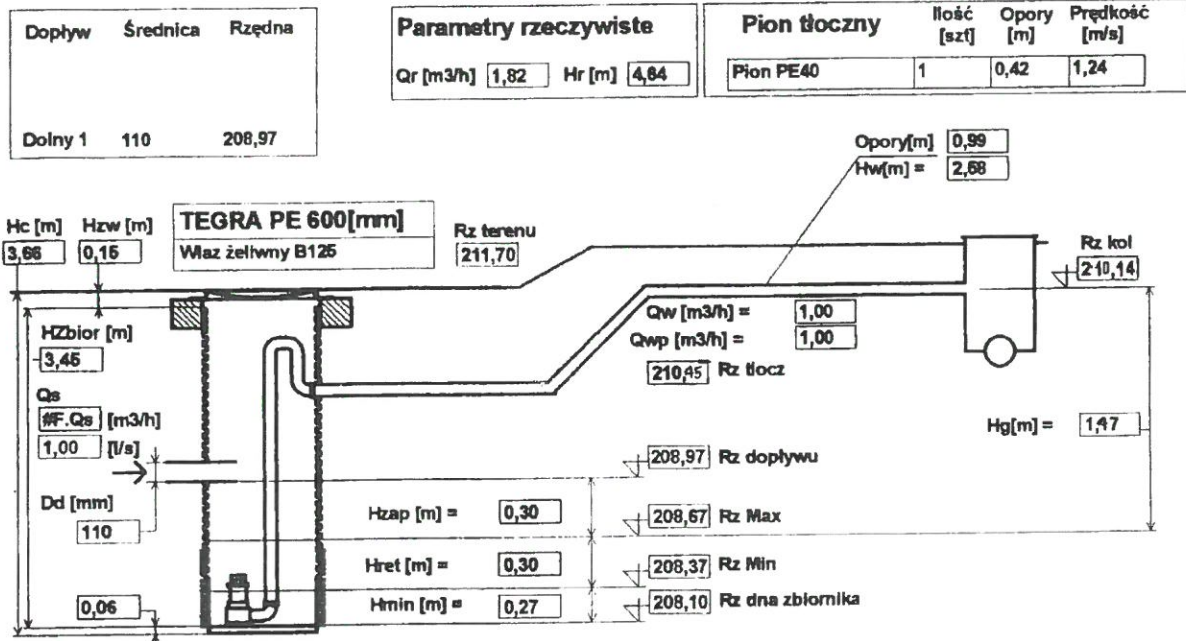 Dopływ Średnica Rzędna
Dolny 1 110 208,97
Parametry rzeczywiste
Qr [m3/h] 1,82 Hr [m] 4,64
Pion tłoczny Ilość [szt] Opory [m] Prędkość [m/s]
Pion PE40 1 0,42 1,24
Opory[m] 0,99
Hw[m] = 2,68
Hc [m] Hzw [m]
3,66 0,15
TEGRA PE 600[mm]
Właz żeliwny B125
Rz terenu
211,70
Rz kol
210,14
HZbior [m]
3,45
Qw [m3/h] = 1,00
Qwp [m3/h] = 1,00
210,45 Rz tłocz
Qs
#F.Qs [m3/h]
1,00 [l/s]
Hg[m] = 1,47
208,97 Rz dopływu
Dd [mm]
110
Hzap [m] = 0,30
208,67 Rz Max
Hret [m] = 0,30
208,37 Rz Min
0,06
Hmin [m] = 0,27
208,10 Rz dna zbiornika